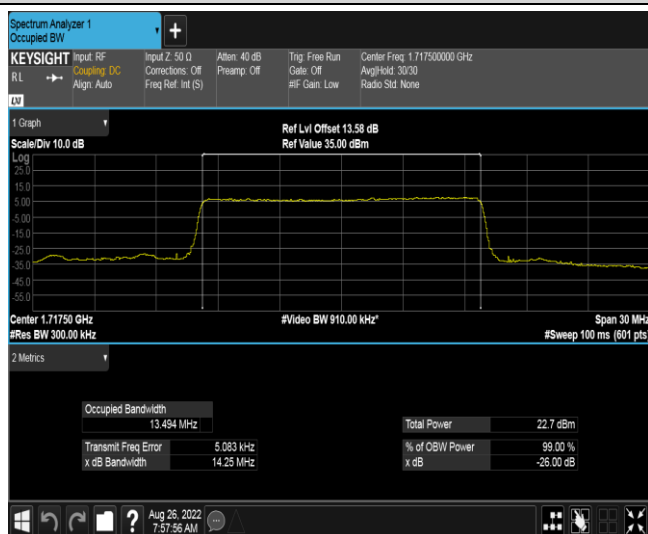 Spectrum Analyzer 1
Occupied BW
KEYSIGHT
RL
LXI
Input: RF
Coupling: DC
Align: Auto
Input Z: 50 Ω
Corrections: Off
Freq Ref: Int (S)
Atten: 40 dB
Preamp: Off
Trig: Free Run
Gate: Off
#IF Gain: Low
Center Freq: 1.717500000 GHz
Avg|Hold: 30/30
Radio Std: None
1 Graph
Scale/Div 10.0 dB
Ref Lvl Offset 13.58 dB
Ref Value 35.00 dBm
Log
25.0
15.0
5.00
-5.00
-15.0
-25.0
-35.0
-45.0
-55.0
Center 1.71750 GHz
#Res BW 300.00 kHz
#Video BW 910.00 kHz*
Span 30 MHz
#Sweep 100 ms (601 pts)
2 Metrics
Occupied Bandwidth
13.494 MHz
Transmit Freq Error 5.083 kHz
x dB Bandwidth 14.25 MHz
Total Power 22.7 dBm
% of OBW Power 99.00 %
x dB -26.00 dB
?
Aug 26, 2022
7:57:56 AM